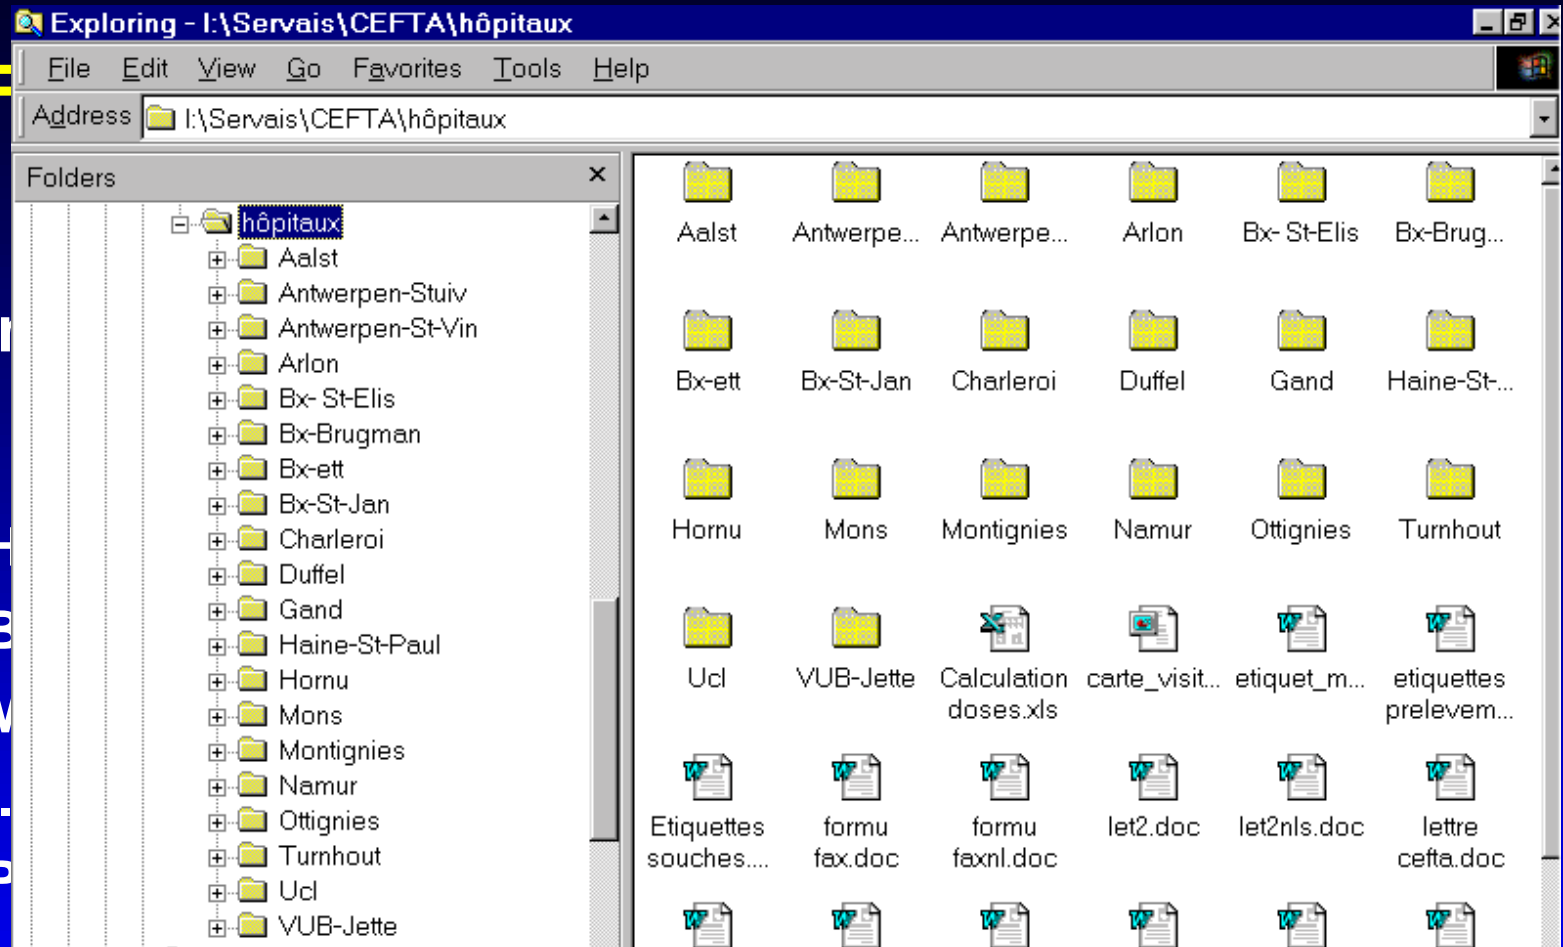 Exploring - I:\Servais\CEFTA\hôpitaux
File Edit View Go Favorites Tools Help
Address I:\Servais\CEFTA\hôpitaux
Folders
hôpitaux
Aalst
Antwerpen-Stuiv
Antwerpen-St-Vin
Arlon
Bx- St-Elis
Bx-Brugman
Bx-ett
Bx-St-Jan
Charleroi
Duffel
Gand
Haine-St-Paul
Hornu
Mons
Montignies
Namur
Ottignies
Turnhout
Ucl
VUB-Jette
Aalst Antwerpe... Antwerpe... Arlon Bx- St-Elis Bx-Brug...
Bx-ett Bx-St-Jan Charleroi Duffel Gand Haine-St-...
Hornu Mons Montignies Namur Ottignies Turnhout
Ucl VUB-Jette Calculation carte_visit... etiquet_m... etiquettes
doses.xls prelevem...
Etiquettes formu formu let2.doc let2nls.doc lettre
souches.... fax.doc faxnl.doc cefta.doc